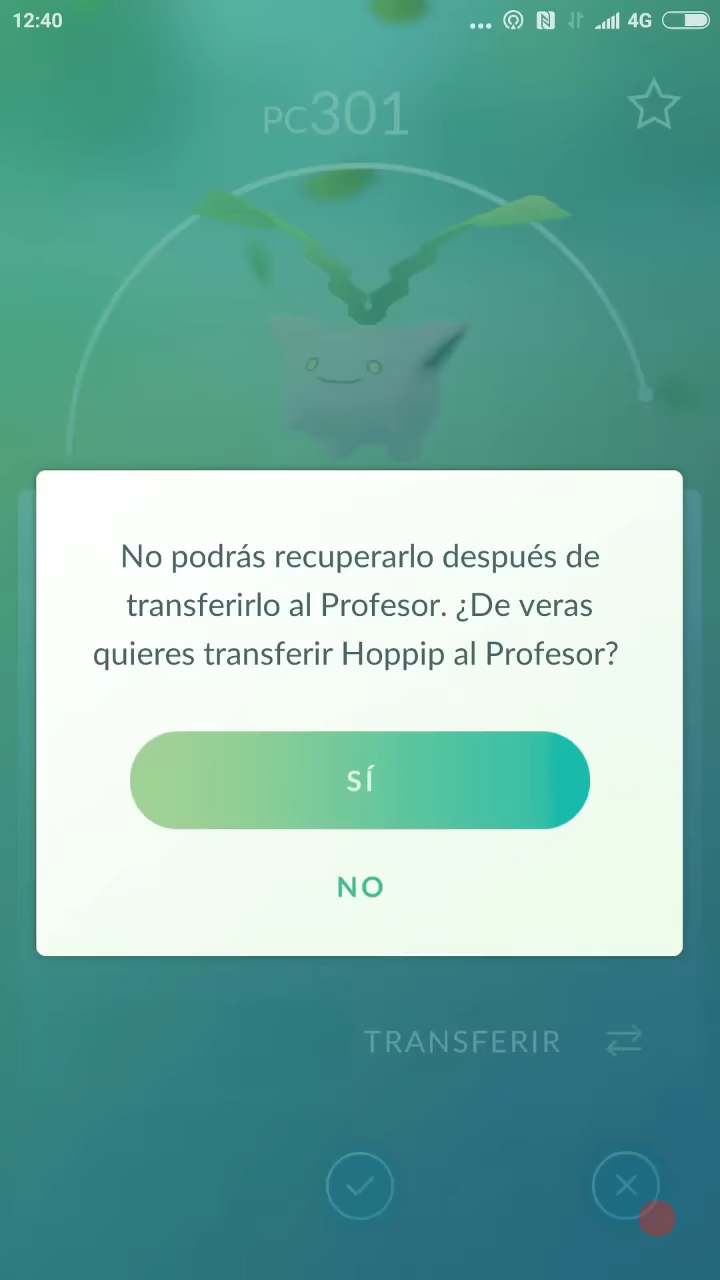 12:40
4G
PC301
No podrás recuperarlo después de
transferirlo al Profesor. ¿De veras
quieres transferir Hoppip al Profesor?
SÍ
NO
TRANSFERIR